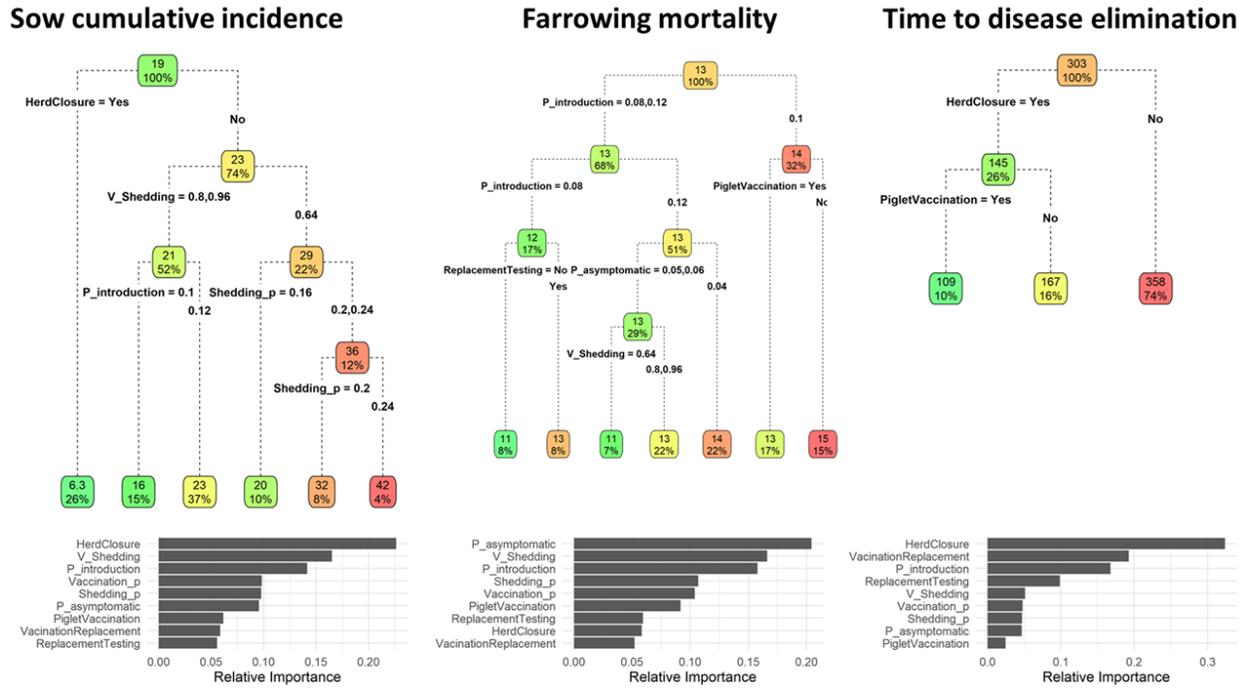 Sow cumulative incidence
19
100%
HerdClosure = Yes
No
23
74%
V_Shedding = 0.8,0.96
0.64
21
52%
29
22%
P_introduction = 0.1
0.12
Shedding_p = 0.16
0.2,0.24
36
12%
Shedding_p = 0.2
0.24
6.3
26%
16
15%
23
37%
20
10%
32
8%
42
4%
HerdClosure
V_Shedding
P_introduction
Vaccination_p
Shedding_p
P_asymptomatic
PigletVaccination
VacinationReplacement
ReplacementTesting
0.00 0.05 0.10 0.15 0.20
Relative Importance
Farrowing mortality
13
100%
P_introduction = 0.08,0.12
0.1
13
68%
14
32%
P_introduction = 0.08
0.12
PigletVaccination = Yes
No
12
17%
13
51%
ReplacementTesting = No
Yes
P_asymptomatic = 0.05,0.06
0.04
13
29%
V_Shedding = 0.64
0.8,0.96
11
8%
13
8%
11
7%
13
22%
14
22%
13
17%
15
15%
P_asymptomatic
V_Shedding
P_introduction
Shedding_p
Vaccination_p
PigletVaccination
ReplacementTesting
HerdClosure
VacinationReplacement
0.00 0.05 0.10 0.15 0.20
Relative Importance
Time to disease elimination
303
100%
HerdClosure = Yes
No
145
26%
PigletVaccination = Yes
No
109
10%
167
16%
358
74%
HerdClosure
VacinationReplacement
P_introduction
ReplacementTesting
V_Shedding
Vaccination_p
Shedding_p
P_asymptomatic
PigletVaccination
0.0 0.1 0.2 0.3
Relative Importance